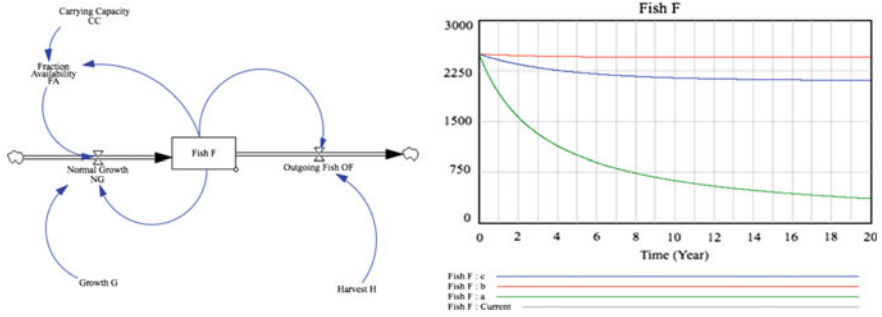 Carrying Capacity
CC
Fraction
Availability
FA
Fish F
Normal Growth
NG
Outgoing Fish OF
Growth G
Harvest H
Fish F
3000
2250
1500
750
0
0 2 4 6 8 10 12 14 16 18 20
Time (Year)
Fish F : c
Fish F : b
Fish F : a
Fish F : Current